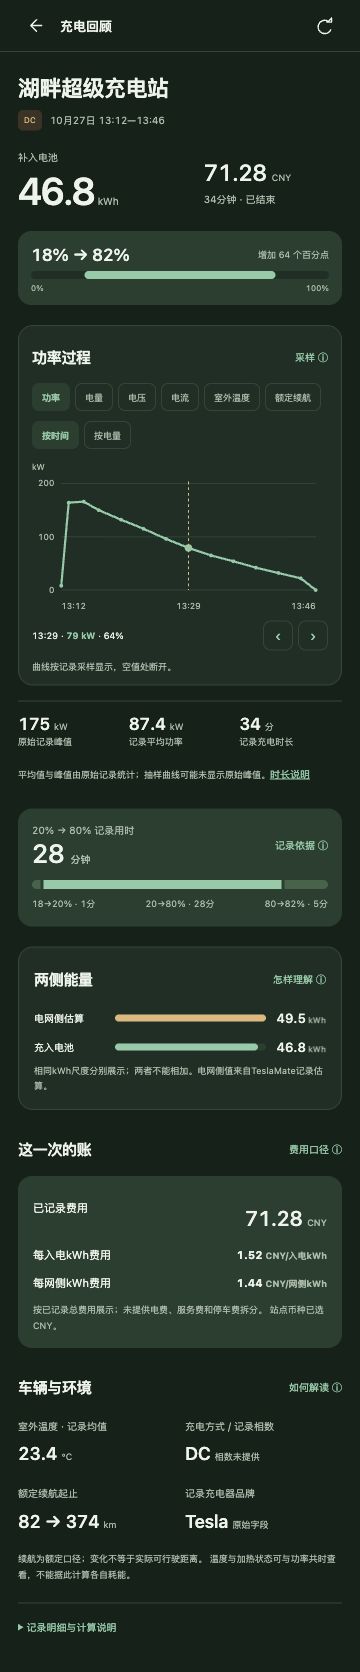 充电回顾
湖畔超级充电站
DC 10月27日 13:12—13:46
补入电池
46.8 kWh
71.28 CNY
34分钟 · 已结束
18% → 82%
增加 64 个百分点
0% 100%
功率过程
采样 ⓘ
功率 电量 电压 电流 室外温度 额定续航
按时间 按电量
kW
200
100
0
13:12 13:29 13:46
13:29 · 79 kW · 64%
‹ ›
曲线按记录采样显示，空值处断开。
175 kW
原始记录峰值
87.4 kW
记录平均功率
34 分
记录充电时长
平均值与峰值由原始记录统计；抽样曲线可能未显示原始峰值。时长说明
20% → 80% 记录用时
28 分钟
记录依据 ⓘ
18→20% · 1分 20→80% · 28分 80→82% · 5分
两侧能量
怎样理解 ⓘ
电网侧估算 49.5 kWh
充入电池 46.8 kWh
相同kWh尺度分别展示；两者不能相加。电网侧值来自TeslaMate记录估
算。
这一次的账
费用口径 ⓘ
已记录费用
71.28 CNY
每入电kWh费用 1.52 CNY/入电kWh
每网侧kWh费用 1.44 CNY/网侧kWh
按已记录总费用展示；未提供电费、服务费和停车费拆分。 站点币种已选
CNY。
车辆与环境
如何解读 ⓘ
室外温度 · 记录均值
23.4 °C
充电方式 / 记录相数
DC 相数未提供
额定续航起止
82 → 374 km
记录充电器品牌
Tesla 原始字段
续航为额定口径；变化不等于实际可行驶距离。 温度与加热状态可与功率共时查
看，不能据此计算各自耗能。
▶ 记录明细与计算说明